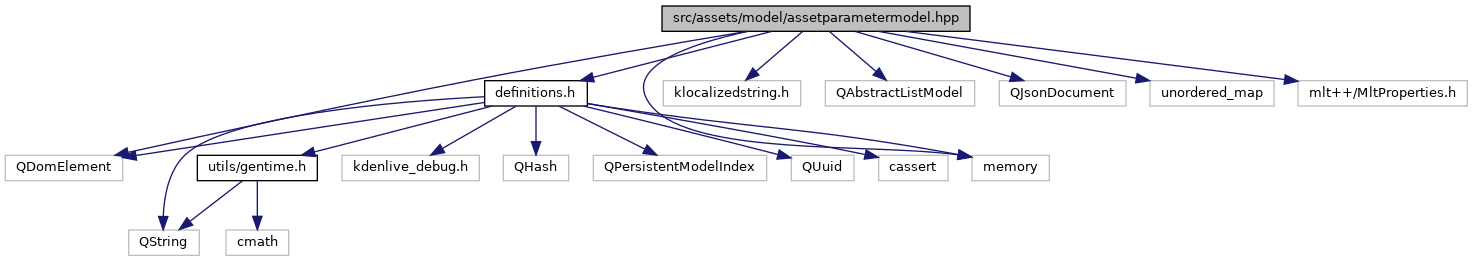 src/assets/model/assetparametermodel.hpp
definitions.h
klocalizedstring.h
QAbstractListModel
QJsonDocument
unordered_map
mlt++/MltProperties.h
QDomElement
utils/gentime.h
kdenlive_debug.h
QHash
QPersistentModelIndex
QUuid
cassert
memory
QString
cmath